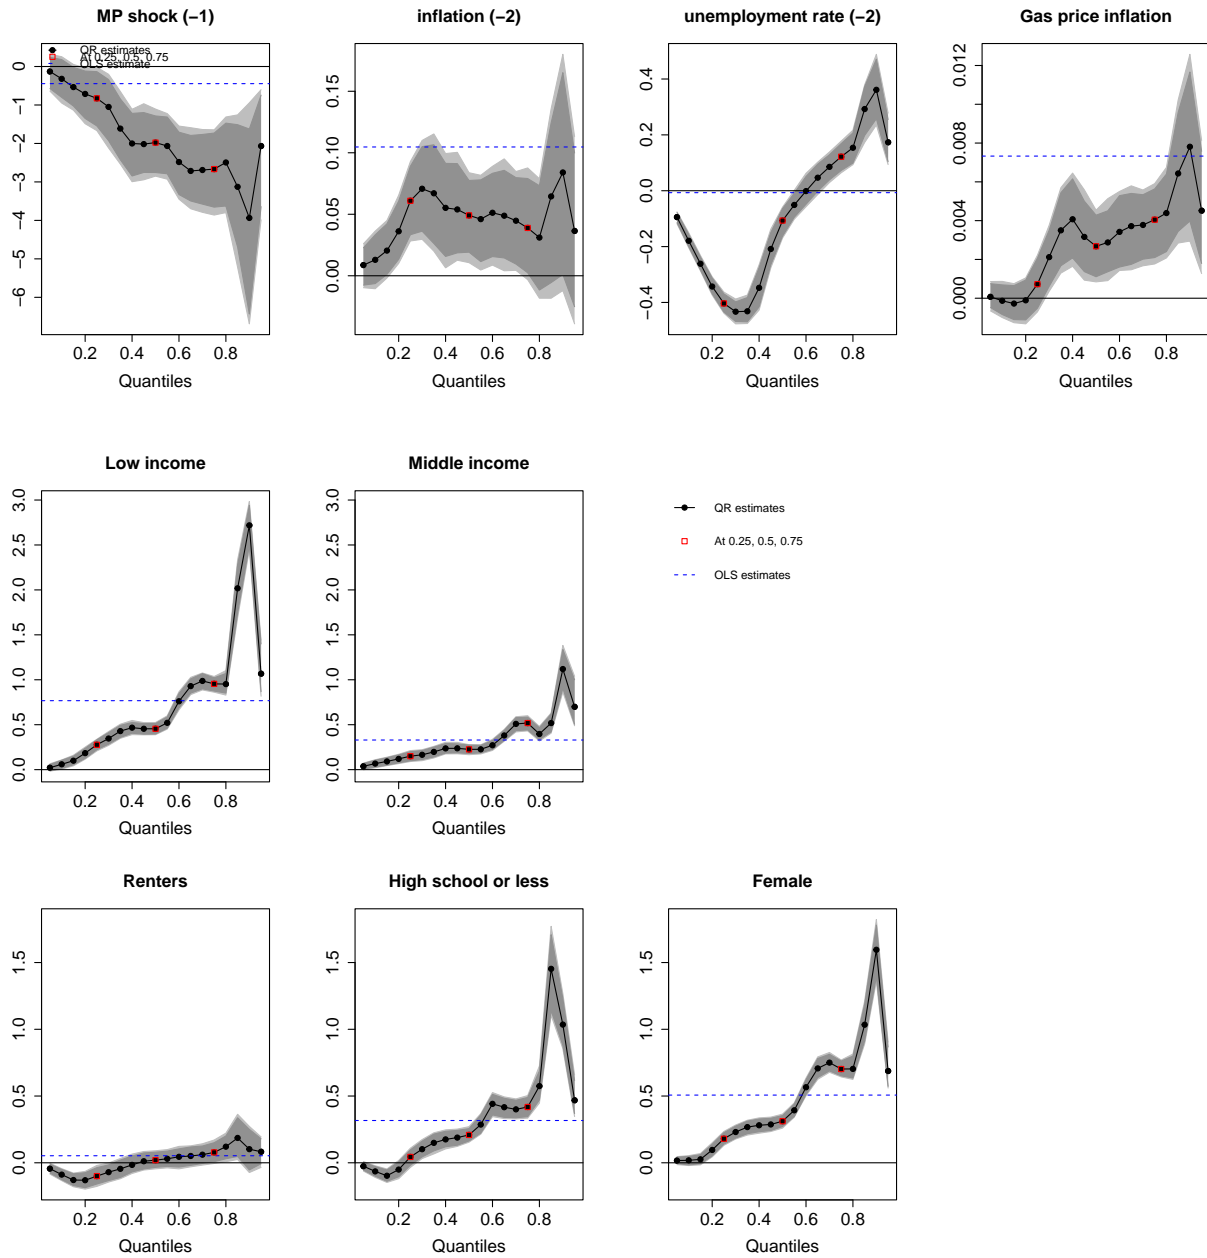 MP shock (−1)
inflation (−2)
unemployment rate (−2)
Gas price inflation
QR estimates
At 0.25, 0.5, 0.75
OLS estimate
0
−1
−2
−3
−4
−5
−6
0.2 0.4 0.6 0.8
Quantiles
0.15
0.10
0.05
0.00
0.2 0.4 0.6 0.8
Quantiles
0.4
0.2
0.0
−0.2
−0.4
0.2 0.4 0.6 0.8
Quantiles
0.012
0.008
0.004
0.000
0.2 0.4 0.6 0.8
Quantiles
Low income
Middle income
3.0
2.5
2.0
1.5
1.0
0.5
0.0
0.2 0.4 0.6 0.8
Quantiles
3.0
2.5
2.0
1.5
1.0
0.5
0.0
0.2 0.4 0.6 0.8
Quantiles
QR estimates
At 0.25, 0.5, 0.75
OLS estimates
Renters
High school or less
Female
1.5
1.0
0.5
0.0
0.2 0.4 0.6 0.8
Quantiles
1.5
1.0
0.5
0.0
0.2 0.4 0.6 0.8
Quantiles
1.5
1.0
0.5
0.0
0.2 0.4 0.6 0.8
Quantiles